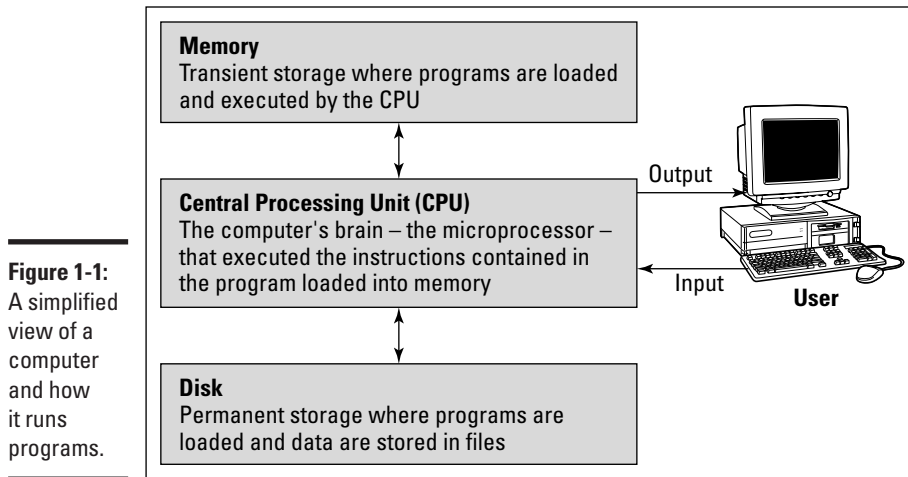 Memory
Transient storage where programs are loaded
and executed by the CPU
Output
Central Processing Unit (CPU)
The computer's brain – the microprocessor –
that executed the instructions contained in
the program loaded into memory
Input
User
Disk
Permanent storage where programs are
loaded and data are stored in files
Figure 1-1:
A simplified
view of a
computer
and how
it runs
programs.